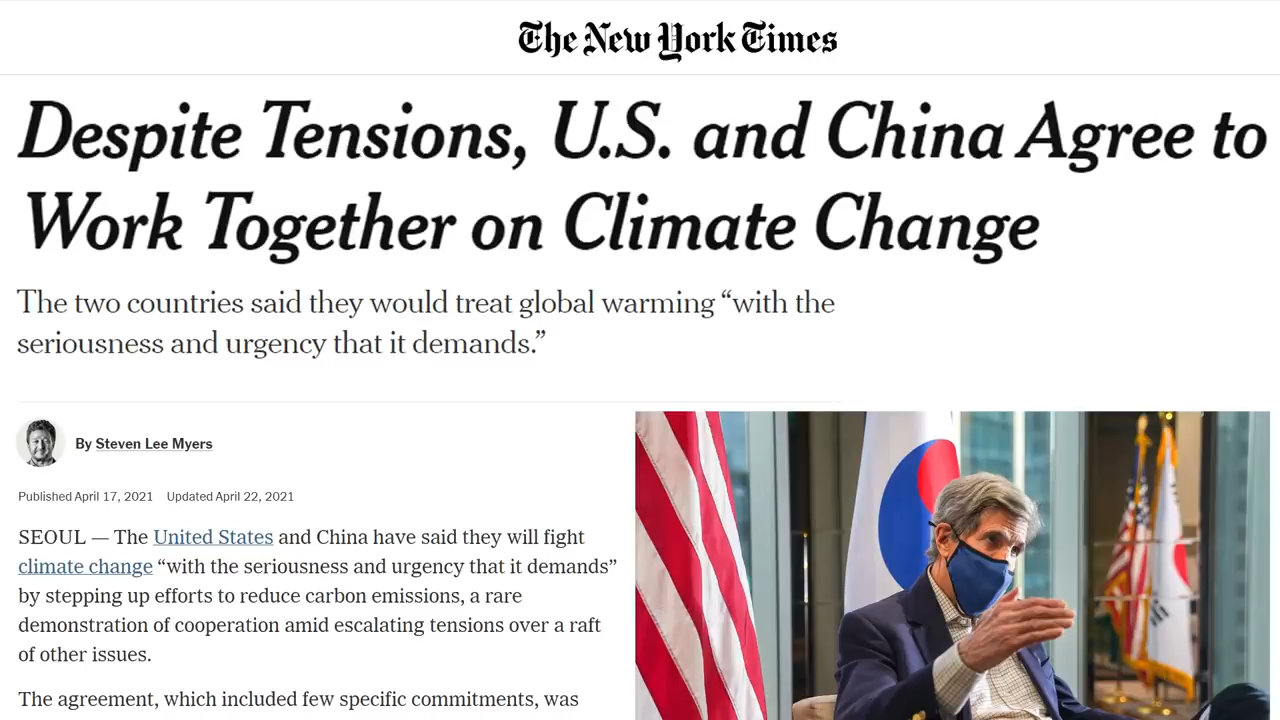 The New York Times
Despite Tensions, U.S. and China Agree to
Work Together on Climate Change
The two countries said they would treat global warming “with the
seriousness and urgency that it demands.”
By Steven Lee Myers
Published April 17, 2021 Updated April 22, 2021
SEOUL — The United States and China have said they will fight
climate change “with the seriousness and urgency that it demands”
by stepping up efforts to reduce carbon emissions, a rare
demonstration of cooperation amid escalating tensions over a raft
of other issues.
The agreement, which included few specific commitments, was